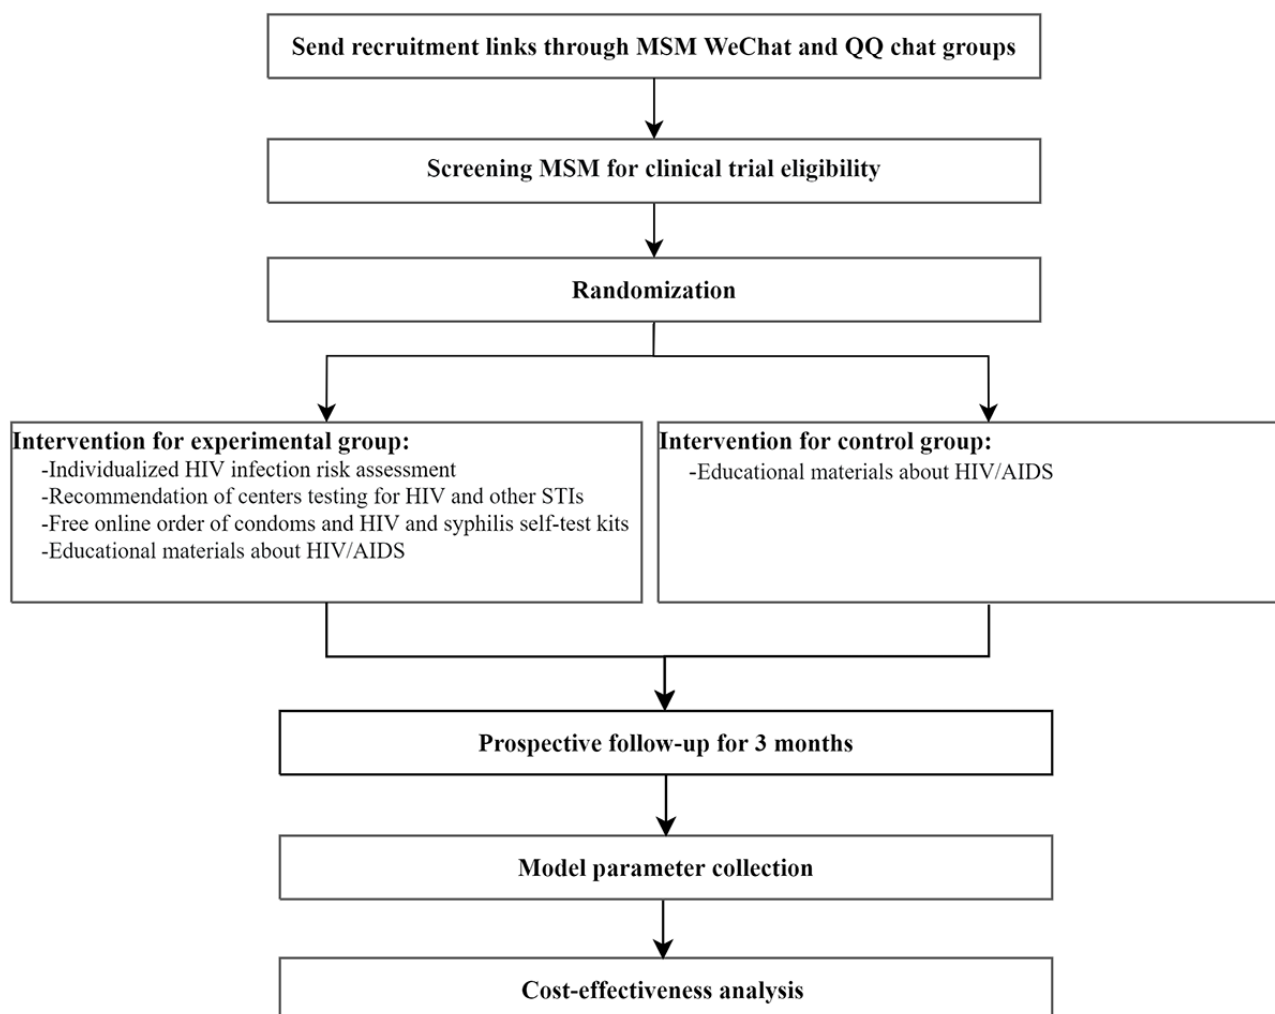 Send recruitment links through MSM WeChat and QQ chat groups
Screening MSM for clinical trial eligibility
Randomization
Intervention for experimental group:
-Individualized HIV infection risk assessment
-Recommendation of centers testing for HIV and other STIs
-Free online order of condoms and HIV and syphilis self-test kits
-Educational materials about HIV/AIDS
Intervention for control group:
-Educational materials about HIV/AIDS
Prospective follow-up for 3 months
Model parameter collection
Cost-effectiveness analysis